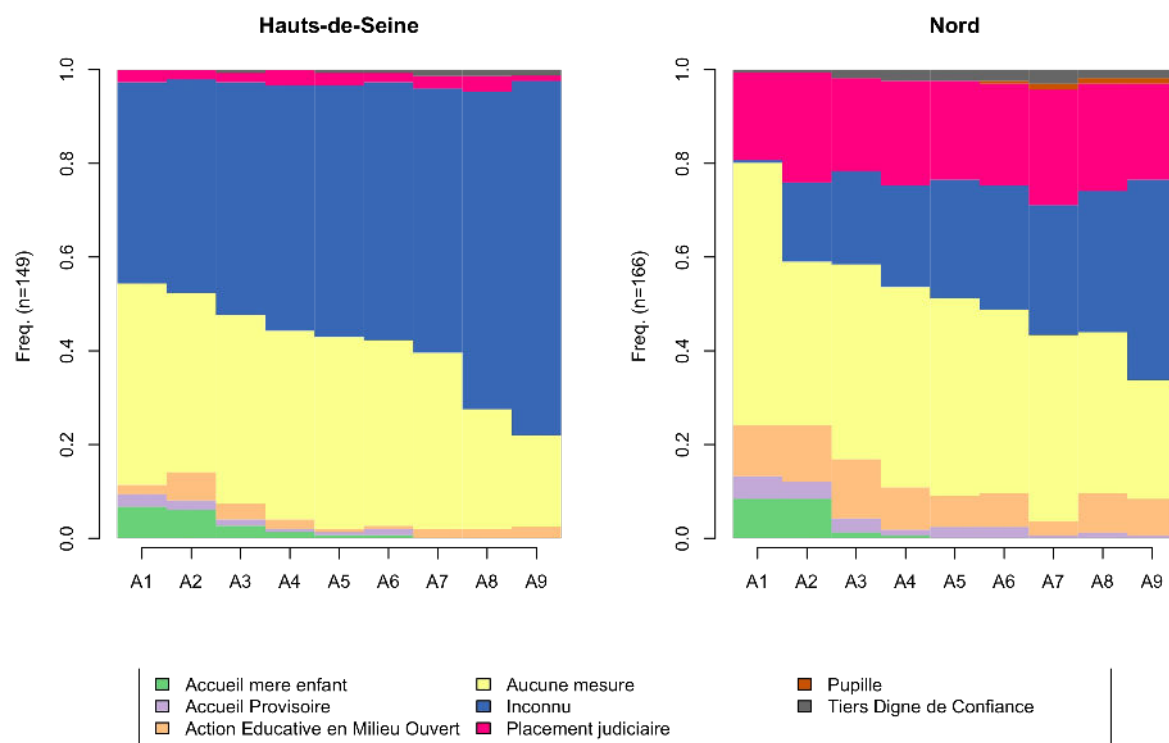 Hauts-de-Seine
Freq. (n=149)
1.0
0.8
0.6
0.4
0.2
0.0
A1 A2 A3 A4 A5 A6 A7 A8 A9
Nord
Freq. (n=166)
1.0
0.8
0.6
0.4
0.2
0.0
A1 A2 A3 A4 A5 A6 A7 A8 A9
Accueil mere enfant
Accueil Provisoire
Action Educative en Milieu Ouvert
Aucune mesure
Inconnu
Placement judiciaire
Pupille
Tiers Digne de Confiance